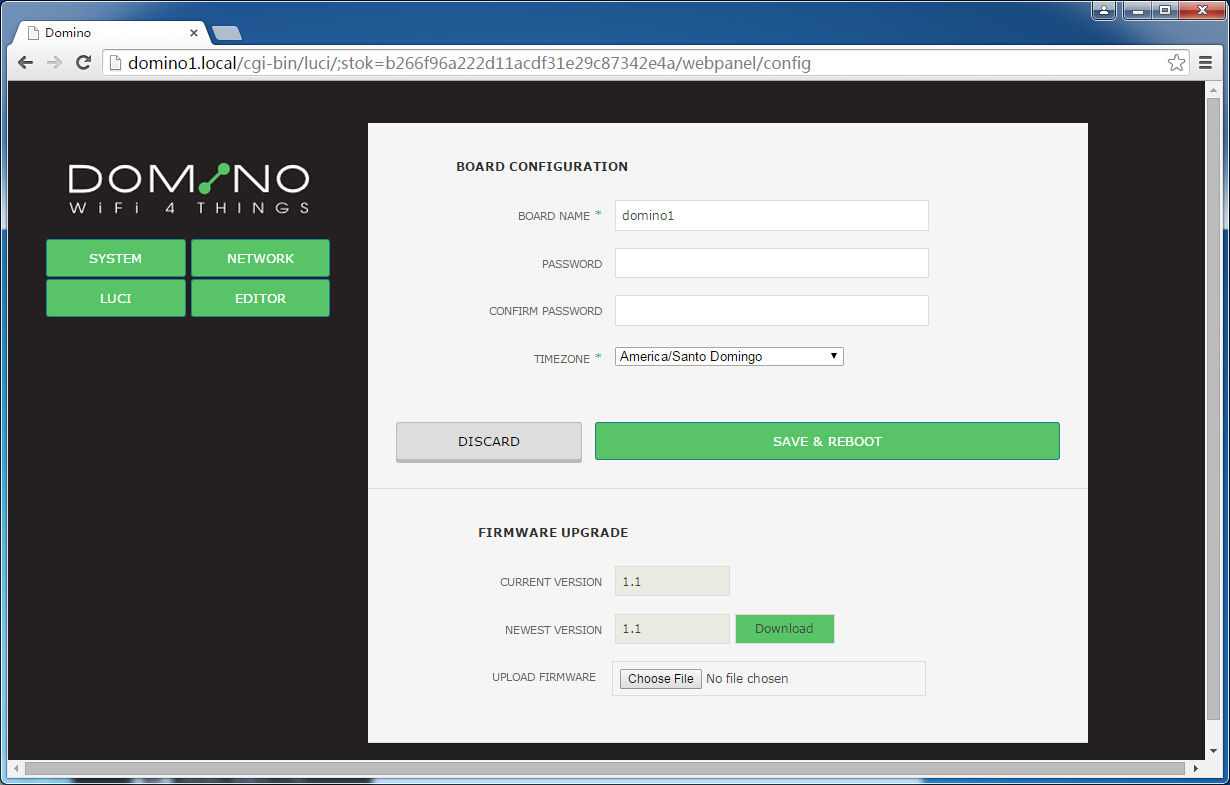 Domino
domino1.local/cgi-bin/luci/;stok=b266f96a222d11acdf31e29c87342e4a/webpanel/config
DOMINO
WiFi 4 THINGS
SYSTEM NETWORK
LUCI EDITOR
BOARD CONFIGURATION
BOARD NAME * domino1
PASSWORD
CONFIRM PASSWORD
TIMEZONE * America/Santo Domingo
DISCARD SAVE & REBOOT
FIRMWARE UPGRADE
CURRENT VERSION 1.1
NEWEST VERSION 1.1 Download
UPLOAD FIRMWARE Choose File No file chosen